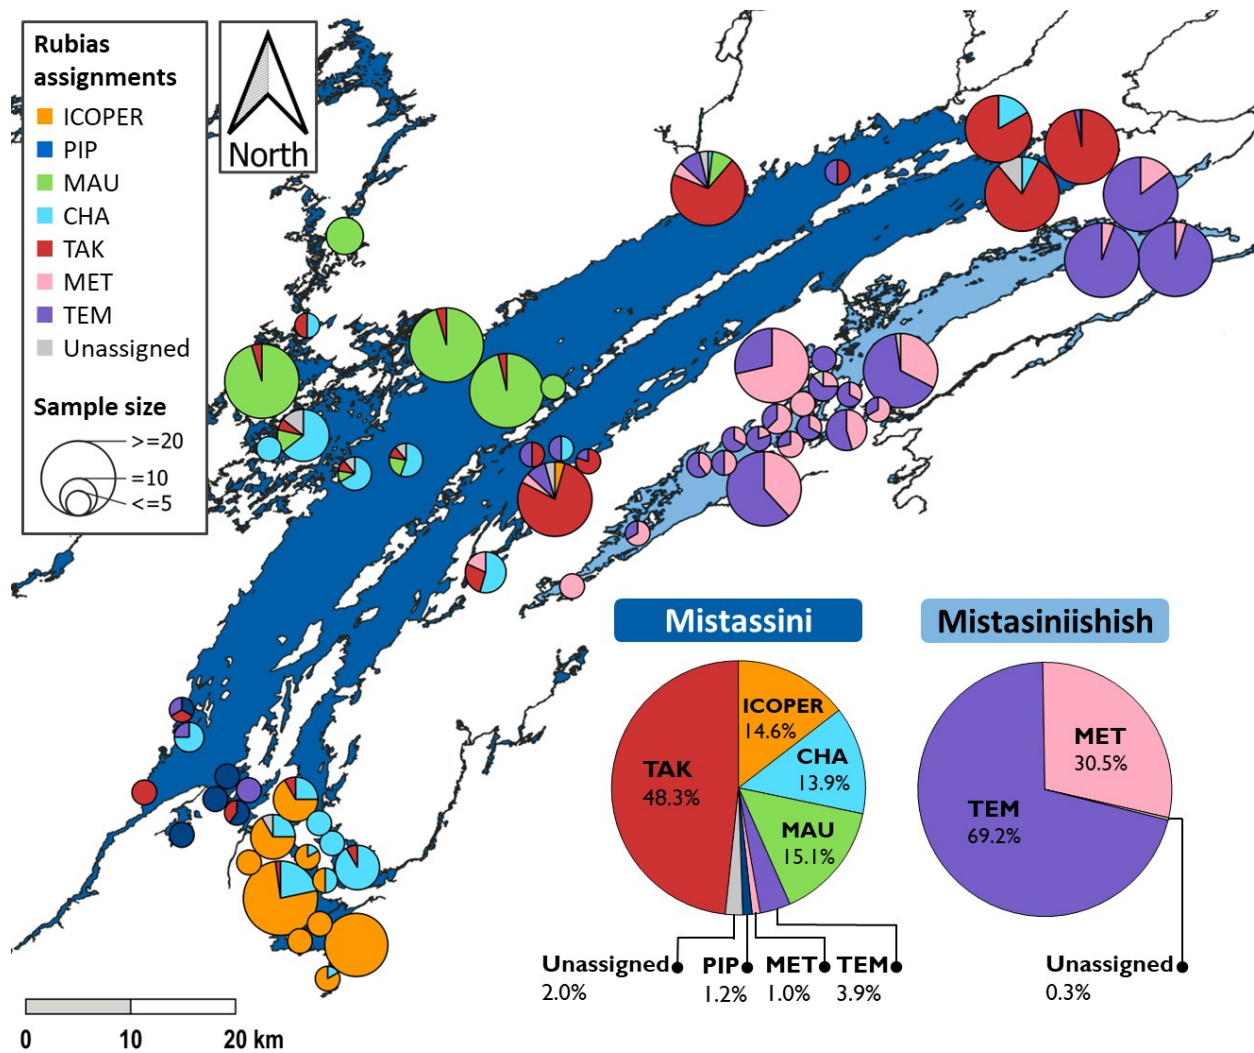 Rubias
assignments
ICOPER
PIP
MAU
CHA
TAK
MET
TEM
Unassigned
Sample size
>=20
=10
<=5
North
Mistassini
Mistasiniishish
ICOPER
14.6%
CHA
13.9%
TAK
48.3%
MAU
15.1%
MET
30.5%
TEM
69.2%
Unassigned
2.0%
PIP
1.2%
MET
1.0%
TEM
3.9%
Unassigned
0.3%
0 10 20 km